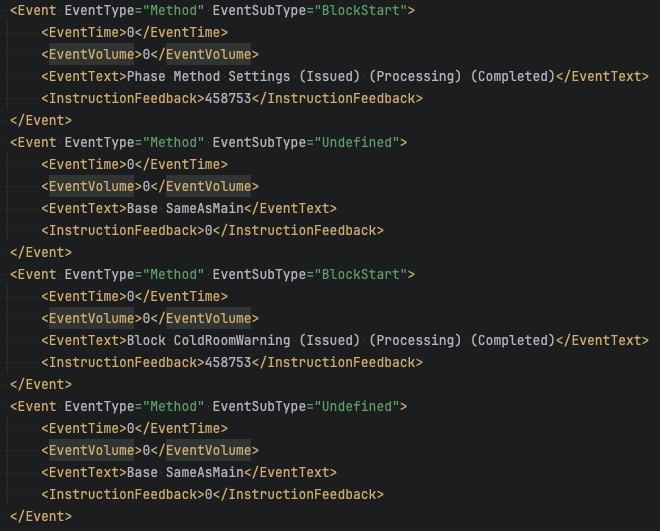 <Event EventType="Method" EventSubType="BlockStart">
<EventTime>0</EventTime>
<EventVolume>0</EventVolume>
<EventText>Phase Method Settings (Issued) (Processing) (Completed)</EventText>
<InstructionFeedback>458753</InstructionFeedback>
</Event>
<Event EventType="Method" EventSubType="Undefined">
<EventTime>0</EventTime>
<EventVolume>0</EventVolume>
<EventText>Base SameAsMain</EventText>
<InstructionFeedback>0</InstructionFeedback>
</Event>
<Event EventType="Method" EventSubType="BlockStart">
<EventTime>0</EventTime>
<EventVolume>0</EventVolume>
<EventText>Block ColdRoomWarning (Issued) (Processing) (Completed)</EventText>
<InstructionFeedback>458753</InstructionFeedback>
</Event>
<Event EventType="Method" EventSubType="Undefined">
<EventTime>0</EventTime>
<EventVolume>0</EventVolume>
<EventText>Base SameAsMain</EventText>
<InstructionFeedback>0</InstructionFeedback>
</Event>